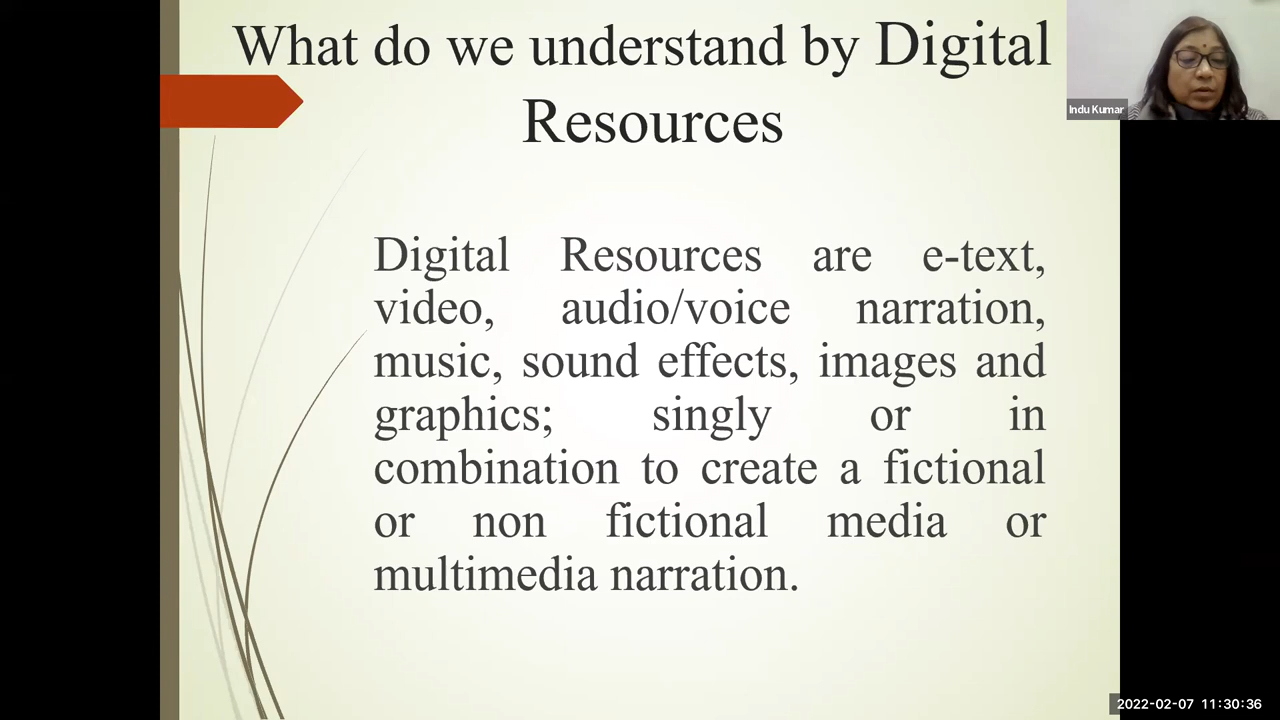 What do we understand by Digital
Resources
Indu Kumar
Digital Resources are e-text,
video, audio/voice narration,
music, sound effects, images and
graphics; singly or in
combination to create a fictional
or non fictional media or
multimedia narration.
2022-02-07 11:30:36